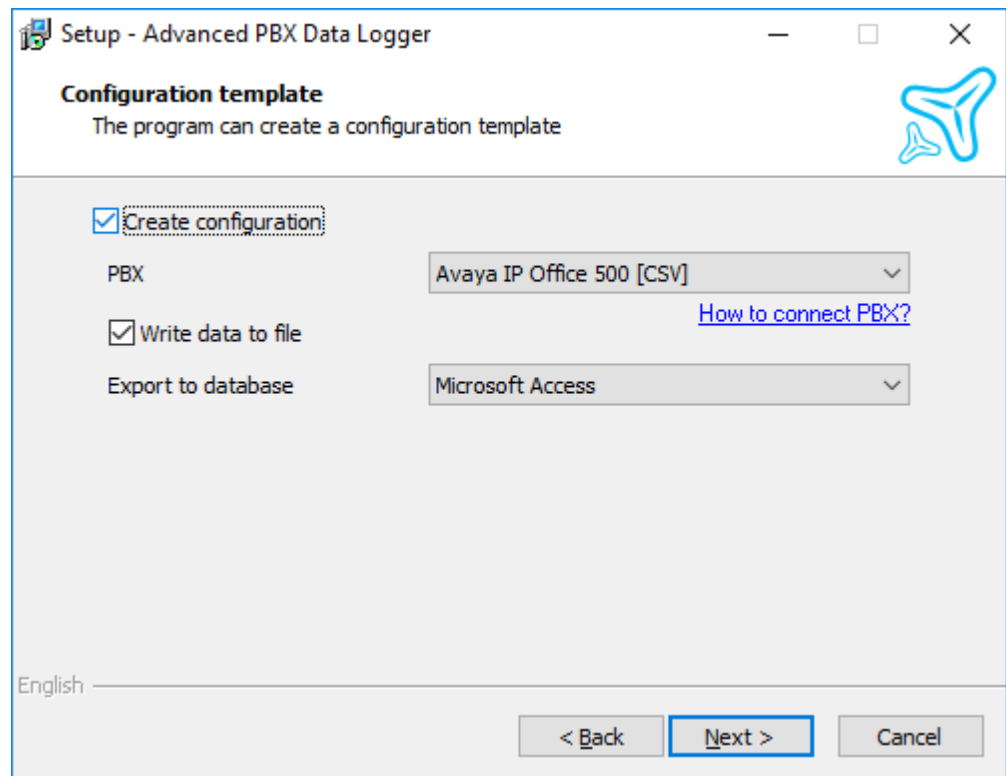 Setup - Advanced PBX Data Logger
Configuration template
The program can create a configuration template
Create configuration
PBX
Avaya IP Office 500 [CSV]
How to connect PBX?
Write data to file
Export to database
Microsoft Access
English
< Back
Next >
Cancel